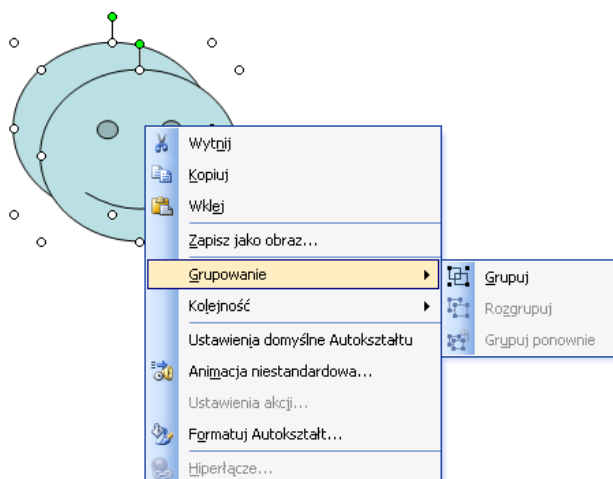 Wytnij
Kopiuj
Wklej
Zapisz jako obraz...
Grupowanie
Kolejność
Ustawienia domyślne Autokształtu
Animacja niestandardowa...
Ustawienia akcji...
Formatuj Autokształt...
Hiperłącze...
Grupuj
Rozgrupuj
Grupuj ponownie